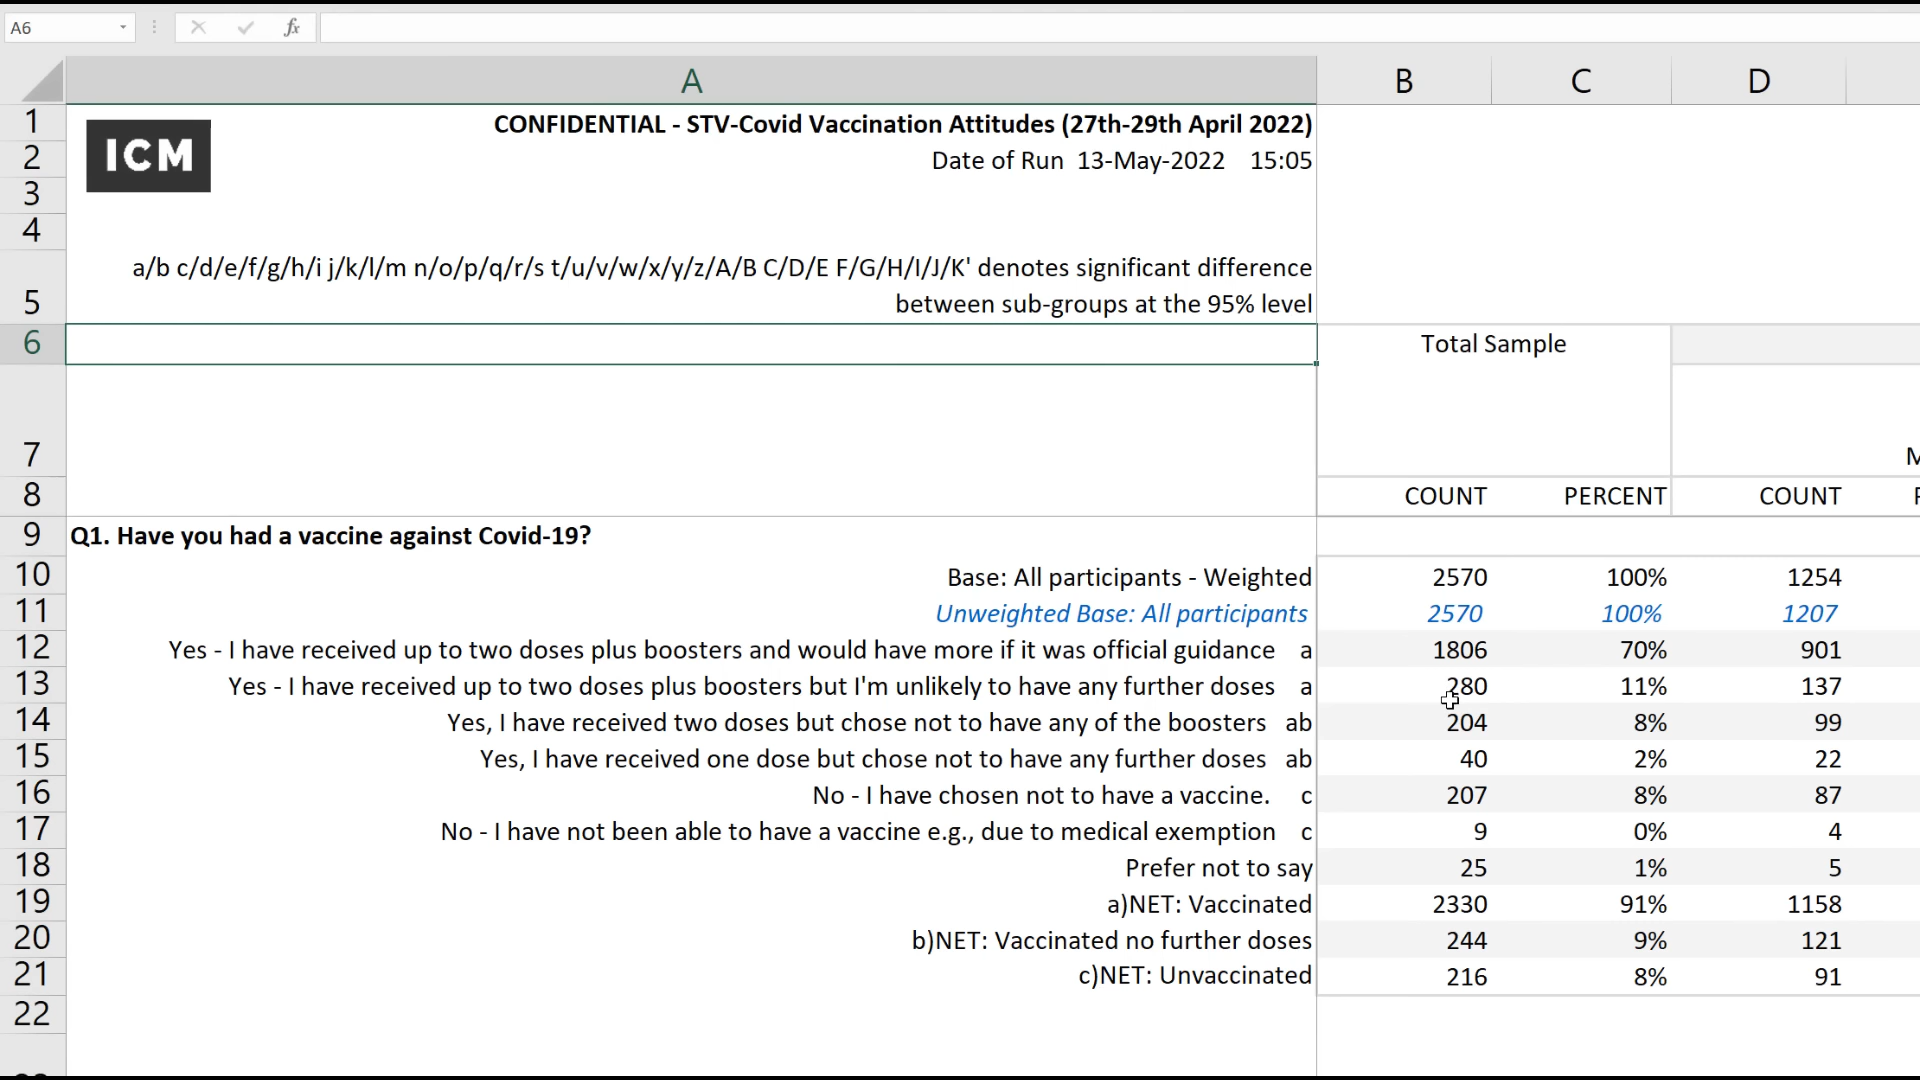 A6
fx
A B C D
1 CONFIDENTIAL - STV-Covid Vaccination Attitudes (27th-29th April 2022)
ICM
2 Date of Run 13-May-2022 15:05
3
4
a/b c/d/e/f/g/h/i j/k/l/m n/o/p/q/r/s t/u/v/w/x/y/z/A/B C/D/E F/G/H/I/J/K' denotes significant difference
5 between sub-groups at the 95% level
6 Total Sample
7 M
8 COUNT PERCENT COUNT
9 Q1. Have you had a vaccine against Covid-19?
10 Base: All participants - Weighted 2570 100% 1254
11 Unweighted Base: All participants 2570 100% 1207
12 Yes - I have received up to two doses plus boosters and would have more if it was official guidance a 1806 70% 901
13 Yes - I have received up to two doses plus boosters but I'm unlikely to have any further doses a 280 11% 137
14 Yes, I have received two doses but chose not to have any of the boosters ab 204 8% 99
15 Yes, I have received one dose but chose not to have any further doses ab 40 2% 22
16 No - I have chosen not to have a vaccine. c 207 8% 87
17 No - I have not been able to have a vaccine e.g., due to medical exemption c 9 0% 4
18 Prefer not to say 25 1% 5
19 a)NET: Vaccinated 2330 91% 1158
20 b)NET: Vaccinated no further doses 244 9% 121
21 c)NET: Unvaccinated 216 8% 91
22